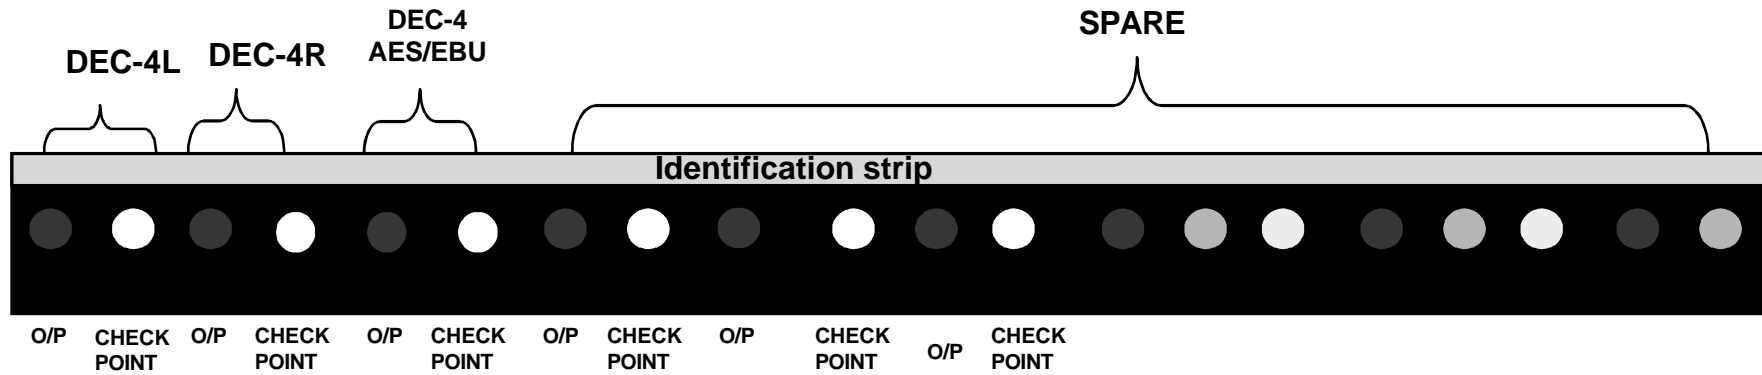 DEC-4L
DEC-4R
DEC-4
AES/EBU
SPARE
Identification strip
O/P
CHECK
POINT
O/P
CHECK
POINT
O/P
CHECK
POINT
O/P
CHECK
POINT
O/P
CHECK
POINT
O/P
CHECK
POINT